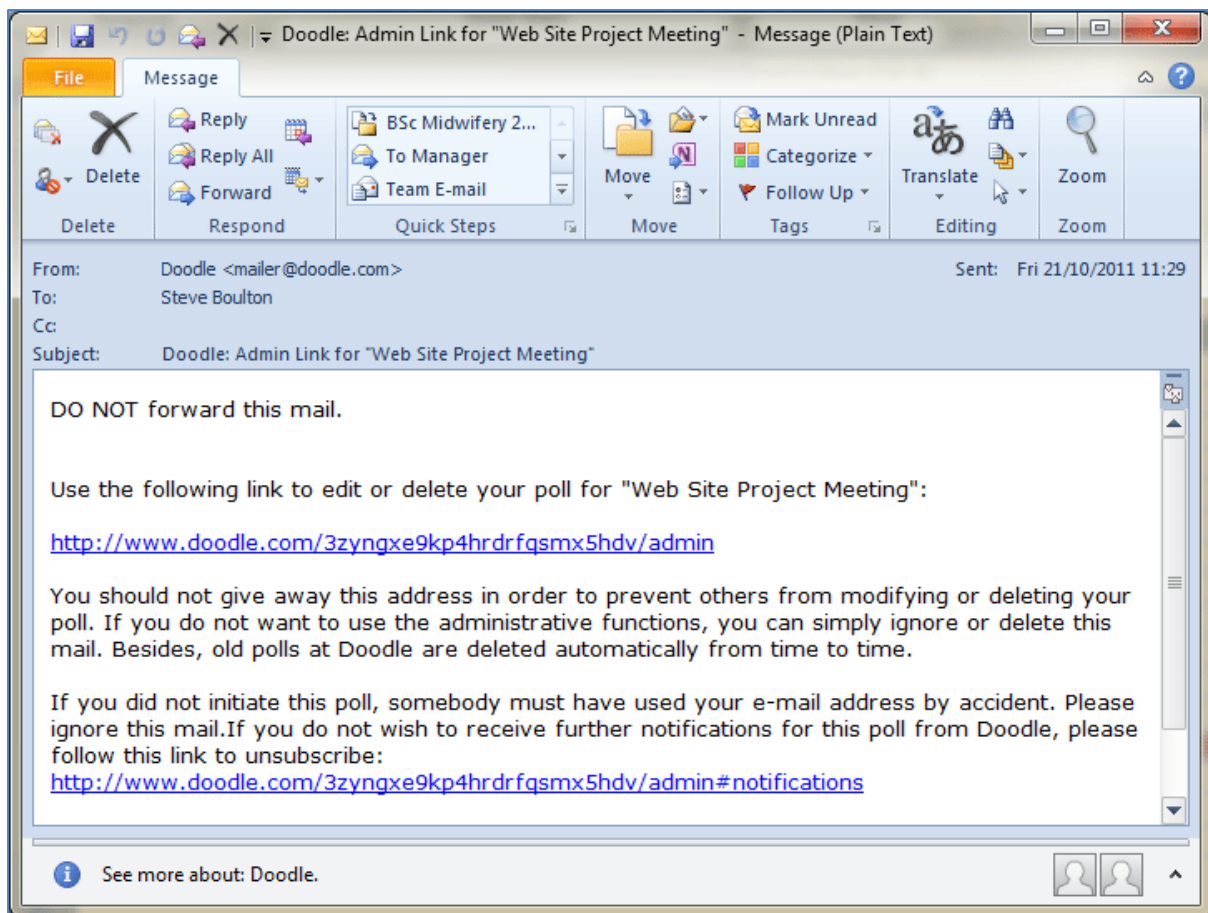 Doodle: Admin Link for "Web Site Project Meeting" - Message (Plain Text)
File Message
Delete
Reply
Reply All
Forward
BSc Midwifery 2...
To Manager
Team E-mail
Move
Mark Unread
Categorize
Follow Up
Translate
Zoom
Delete Respond Quick Steps Move Tags Editing Zoom
From: Doodle <mailer@doodle.com> Sent: Fri 21/10/2011 11:29
To: Steve Boulton
Cc:
Subject: Doodle: Admin Link for "Web Site Project Meeting"
DO NOT forward this mail.
Use the following link to edit or delete your poll for "Web Site Project Meeting":
http://www.doodle.com/3zyngxe9kp4hrdrfqsmx5hdv/admin
You should not give away this address in order to prevent others from modifying or deleting your
poll. If you do not want to use the administrative functions, you can simply ignore or delete this
mail. Besides, old polls at Doodle are deleted automatically from time to time.
If you did not initiate this poll, somebody must have used your e-mail address by accident. Please
ignore this mail.If you do not wish to receive further notifications for this poll from Doodle, please
follow this link to unsubscribe:
http://www.doodle.com/3zyngxe9kp4hrdrfqsmx5hdv/admin#notifications
See more about: Doodle.